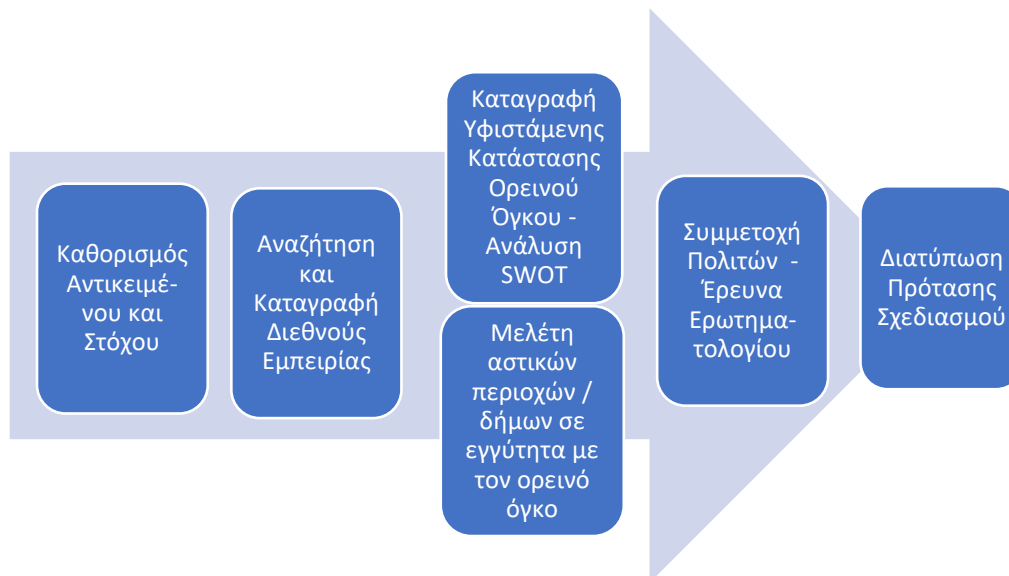 Καθορισμός
Αντικειμέ-
νου και
Στόχου
Αναζήτηση
και
Καταγραφή
Διεθνούς
Εμπειρίας
Καταγραφή
Υφιστάμενης
Κατάστασης
Ορεινού
Όγκου -
Ανάλυση
SWOT
Μελέτη
αστικών
περιοχών /
δήμων σε
εγγύτητα με
τον ορεινό
όγκο
Συμμετοχή
Πολιτών -
Έρευνα
Ερωτημα-
τολογίου
Διατύπωση
Πρότασης
Σχεδιασμού